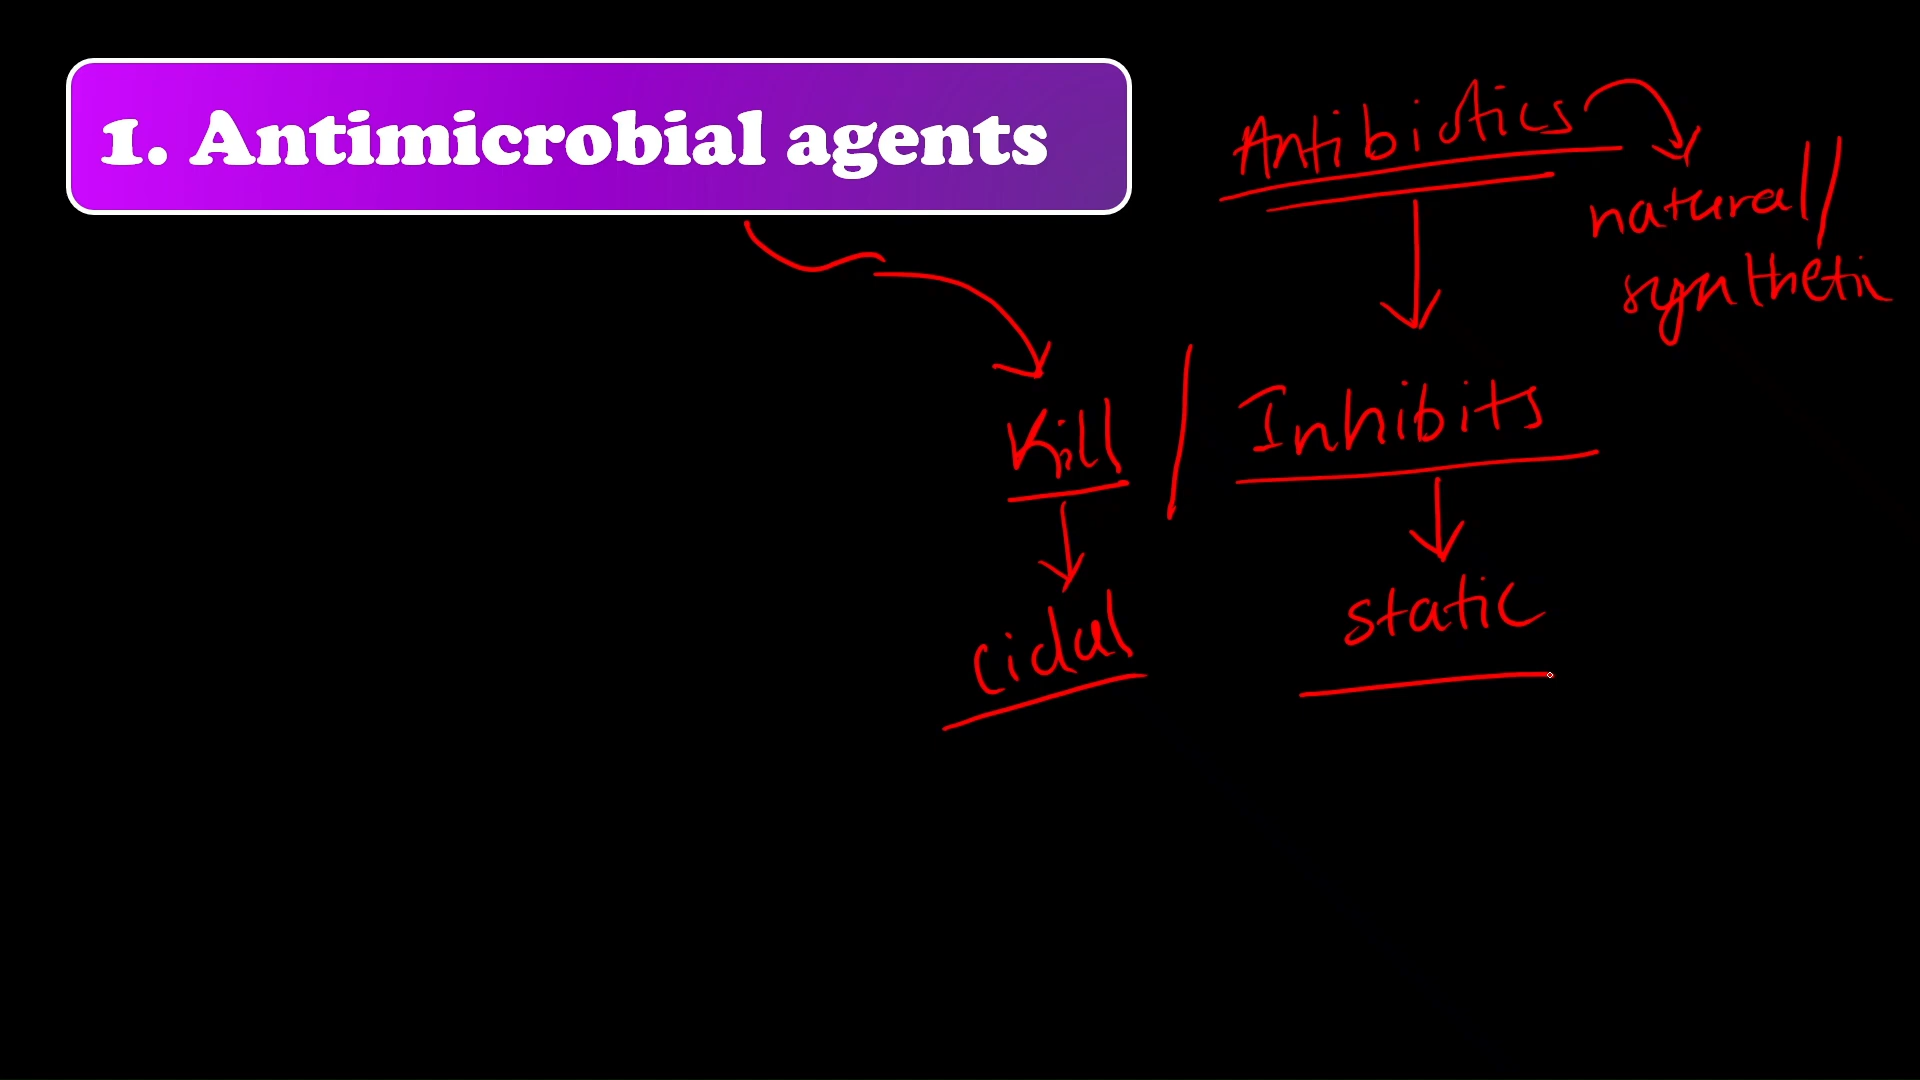 1. Antimicrobial agents
Antibiotics
natural/
synthetic
Kill / Inhibits
cidal
static